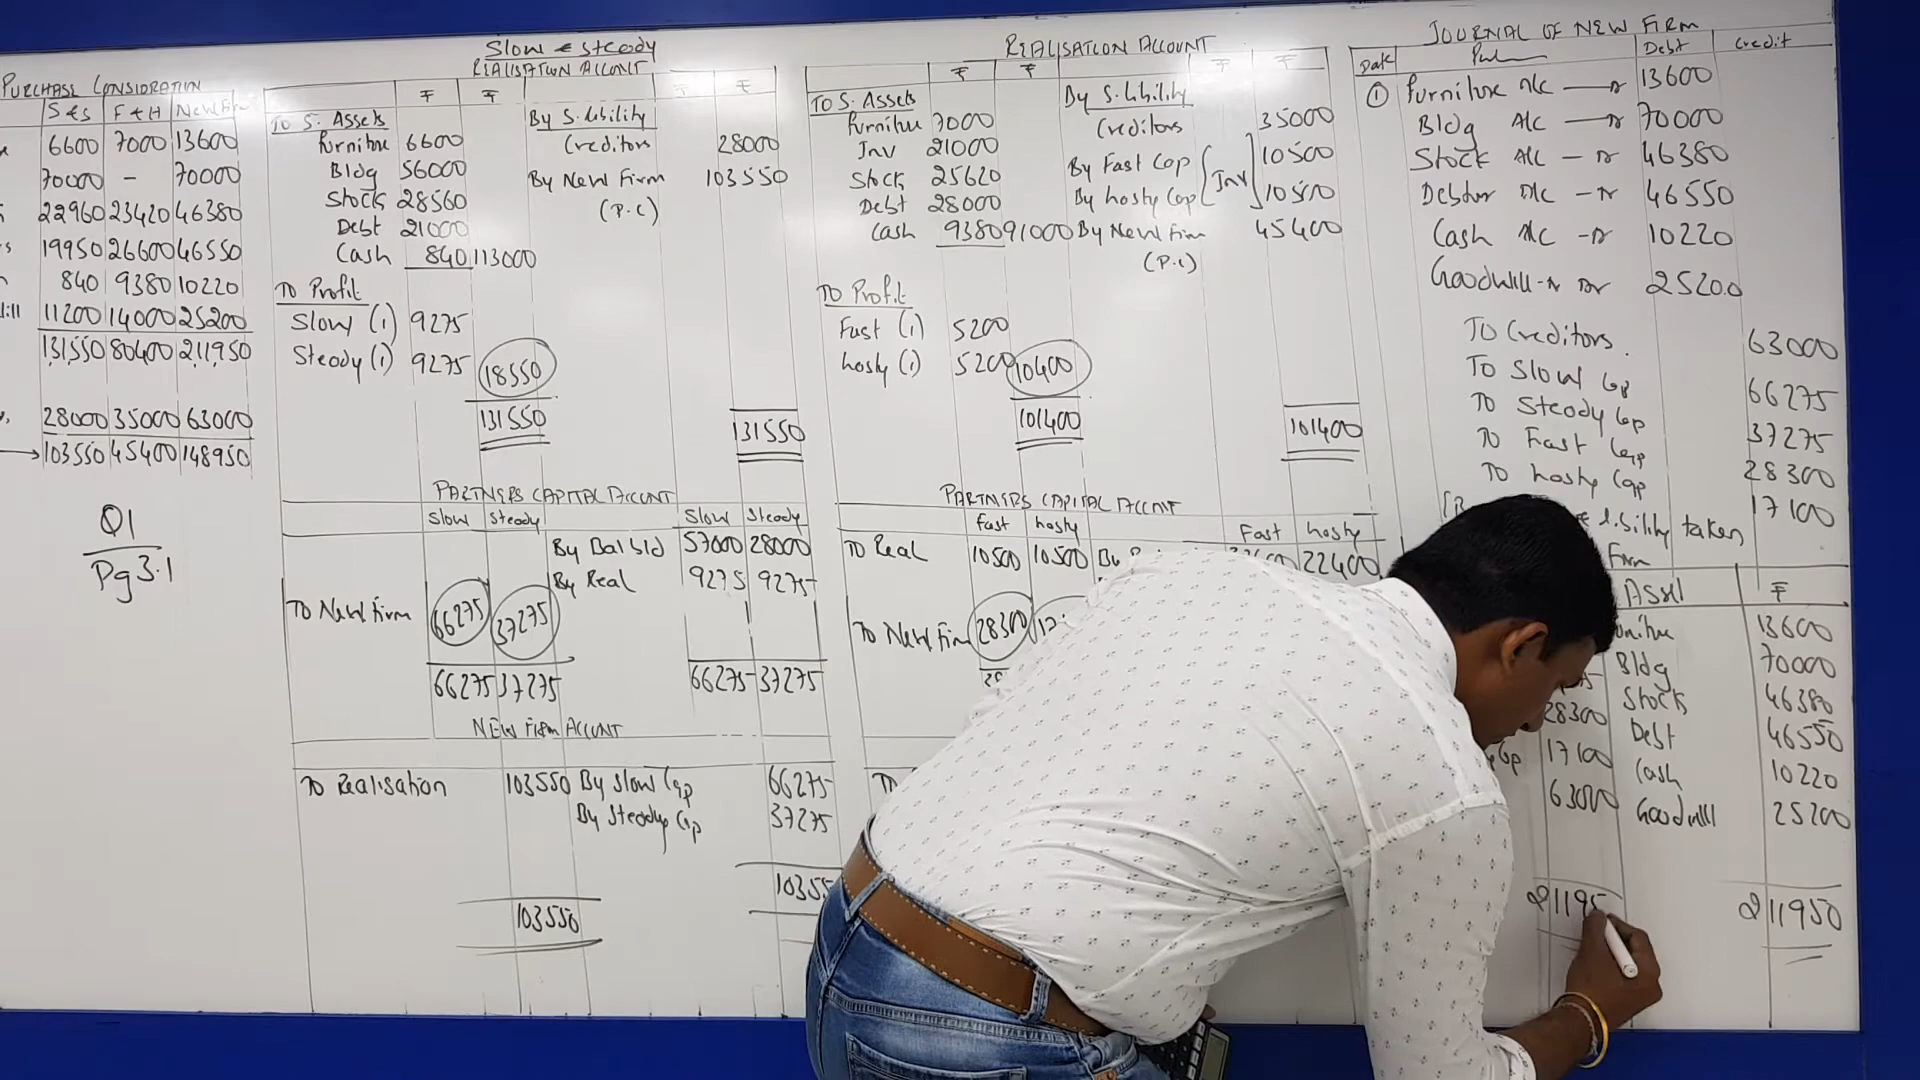 PURCHASE CONSIDRATION
S&S F&H New Firm
6600 7000 13600
70000 - 70000
22960 23420 46380
19950 26600 46550
840 9380 10220
11200 14000 25200
131550 80400 211950
28000 35000 63000
103550 45400 148950
Q1
Pg 3.1
Slow & Steady
REALISATION ACCOUNT
₹ ₹ ₹ ₹
To S. Assets By S. Libility
Furniture 6600 Creditors 28000
Bldg 56000 By New Firm 103550
Stock 28560 (P.C)
Debt 21000
Cash 840 113000
To Profit
Slow (1) 9275
Steady (1) 9275 18550
131550 131550
PARTNERS CAPITAL ACCOUNT
Slow Steady Slow Steady
By Bal b/d 57000 28000
By Real 9275 9275
To New Firm 66275 37275
66275 37275 66275 37275
NEW FIRM ACCOUNT
To Realisation 103550 By Slow Cap 66275
By Steady Cap 37275
103550
REALISATION ACCOUNT
₹ ₹ ₹ ₹
To S. Assets By S. libility
Furniture 7000 Creditors 35000
Inv 21000 By Fast Cap 10500
Stock 25620 By hasty Cap Inv 10500
Debt 28000 By New Firm 45400
Cash 9380 91000 (P.C)
To Profit
Fast (1) 5200
hasty (1) 5200 10400
101400 101400
PARTNERS CAPITAL ACCOUNT
Fast hasty Fast hasty
To Real 10500 10500 22400
To New Firm 28300
JOURNAL OF NEW FIRM
Date Debt Credit
① Furniture A/c Dr 13600
Bldg A/c Dr 70000
Stock A/c - Dr 46380
Debtor A/c - Dr 46550
Cash A/c - Dr 10220
Goodwill - Dr 25200
To Creditors 63000
To Slow Cap 66275
To Steady Cap 37275
To Fast Cap 28300
To hasty Cap 17100
libility taken
Firm
Asset ₹
13600
Bldg 70000
28300 Stock 46380
17100 Debt 46550
63000 Cash 10220
Goodwill 25200
211950